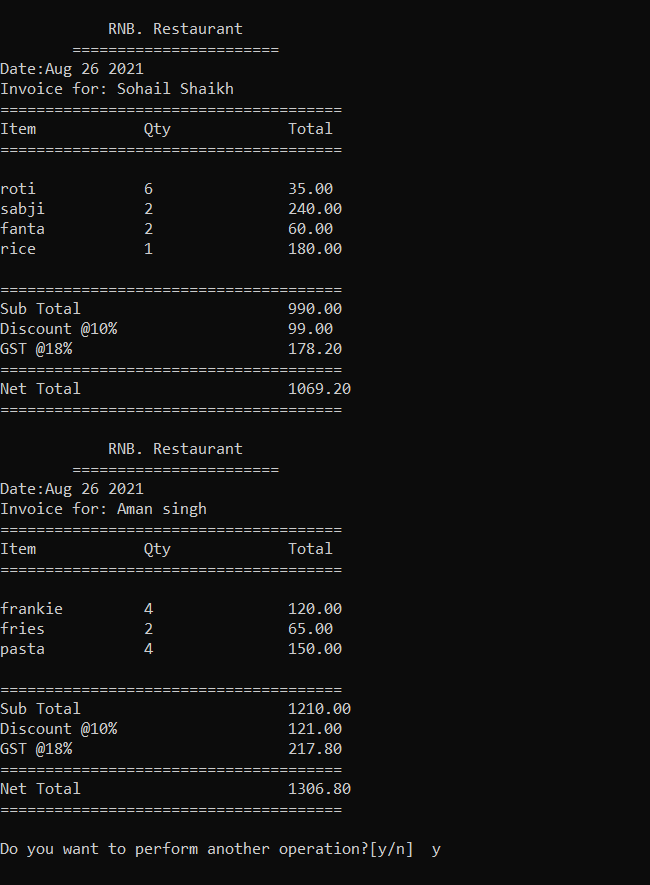 RNB. Restaurant
=======================
Date:Aug 26 2021
Invoice for: Sohail Shaikh
======================================
Item Qty Total
======================================
roti 6 35.00
sabji 2 240.00
fanta 2 60.00
rice 1 180.00
======================================
Sub Total 990.00
Discount @10% 99.00
GST @18% 178.20
======================================
Net Total 1069.20
======================================
RNB. Restaurant
=======================
Date:Aug 26 2021
Invoice for: Aman singh
======================================
Item Qty Total
======================================
frankie 4 120.00
fries 2 65.00
pasta 4 150.00
======================================
Sub Total 1210.00
Discount @10% 121.00
GST @18% 217.80
======================================
Net Total 1306.80
======================================
Do you want to perform another operation?[y/n] y